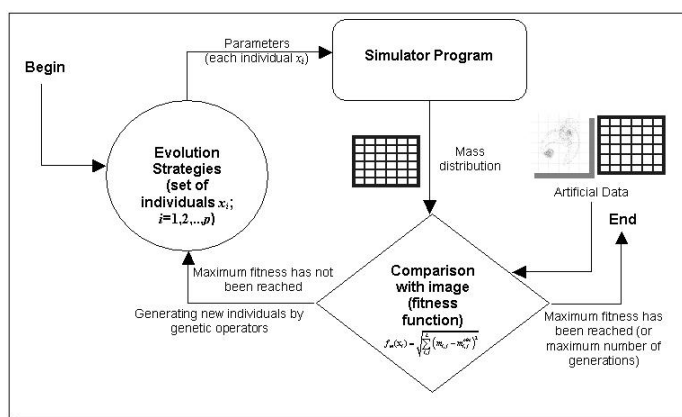 Begin
Parameters
(each individual xᵢ)
Simulator Program
Evolution
Strategies
(set of
individuals xᵢ;
i=1,2,..,p)
Mass
distribution
Artificial Data
End
Maximum fitness has not
been reached
Generating new individuals by
genetic operators
Comparison
with image
(fitness
function)
Maximum fitness has
been reached (or
maximum number of
generations)